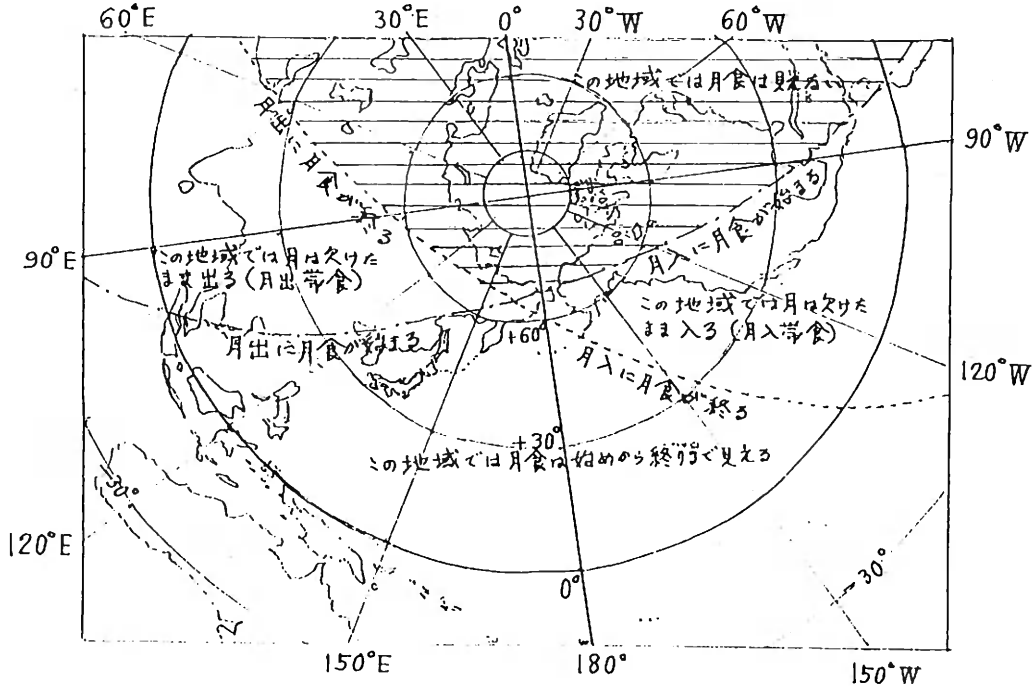 60°E
30°E
0°
30°W
60°W
この地域では月食は見えない
月出に月食が終る
90°W
月入に月食が始まる
90°E
この地域では月は欠けた
まま出る(月出帯食)
この地域では月は欠けた
まま入る(月入帯食)
月出に月食が始まる
+60°
月入に月食が終る
120°W
+30°
この地域では月食は始めから終りまで見える
-30°
120°E
0°
-30°
150°E
180°
150°W